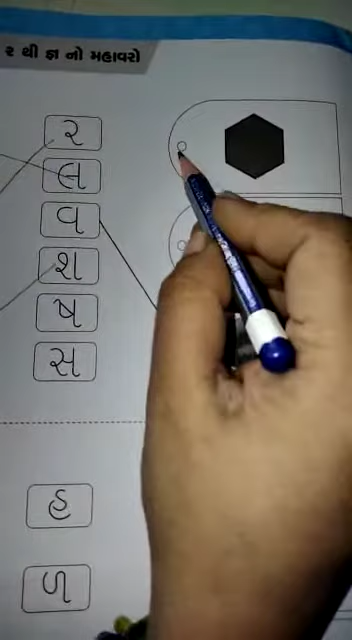 ર થી જ્ઞ નો મહાવરો
ર
લ
વ
શ
ષ
સ
હ
ળ